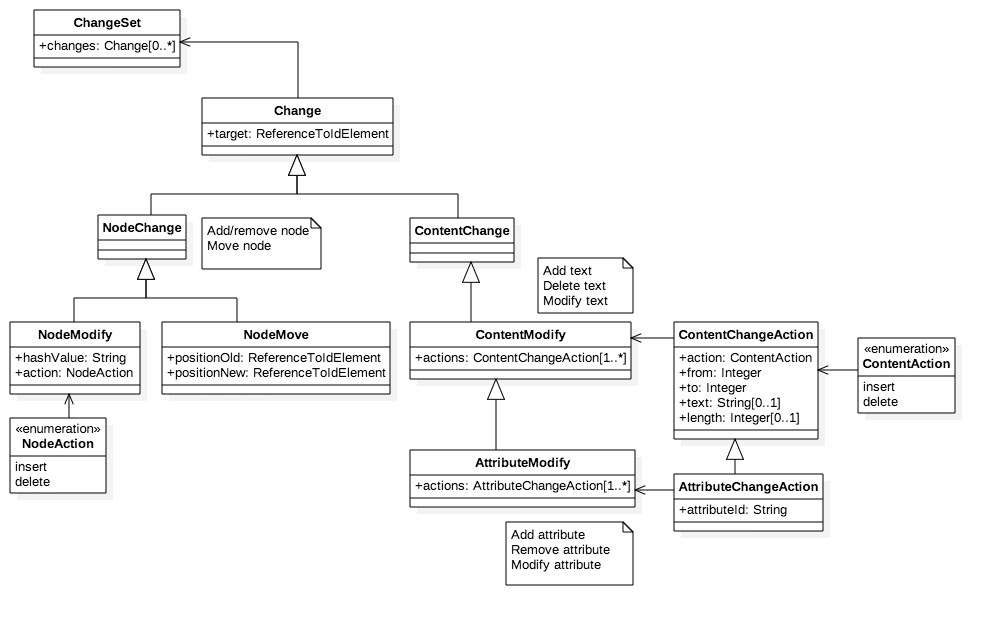 ChangeSet
+changes: Change[0..*]
Change
+target: ReferenceToIdElement
NodeChange
Add/remove node
Move node
ContentChange
Add text
Delete text
Modify text
NodeModify
+hashValue: String
+action: NodeAction
NodeMove
+positionOld: ReferenceToIdElement
+positionNew: ReferenceToIdElement
ContentModify
+actions: ContentChangeAction[1..*]
ContentChangeAction
+action: ContentAction
+from: Integer
+to: Integer
+text: String[0..1]
+length: Integer[0..1]
«enumeration»
ContentAction
insert
delete
«enumeration»
NodeAction
insert
delete
AttributeModify
+actions: AttributeChangeAction[1..*]
AttributeChangeAction
+attributeId: String
Add attribute
Remove attribute
Modify attribute